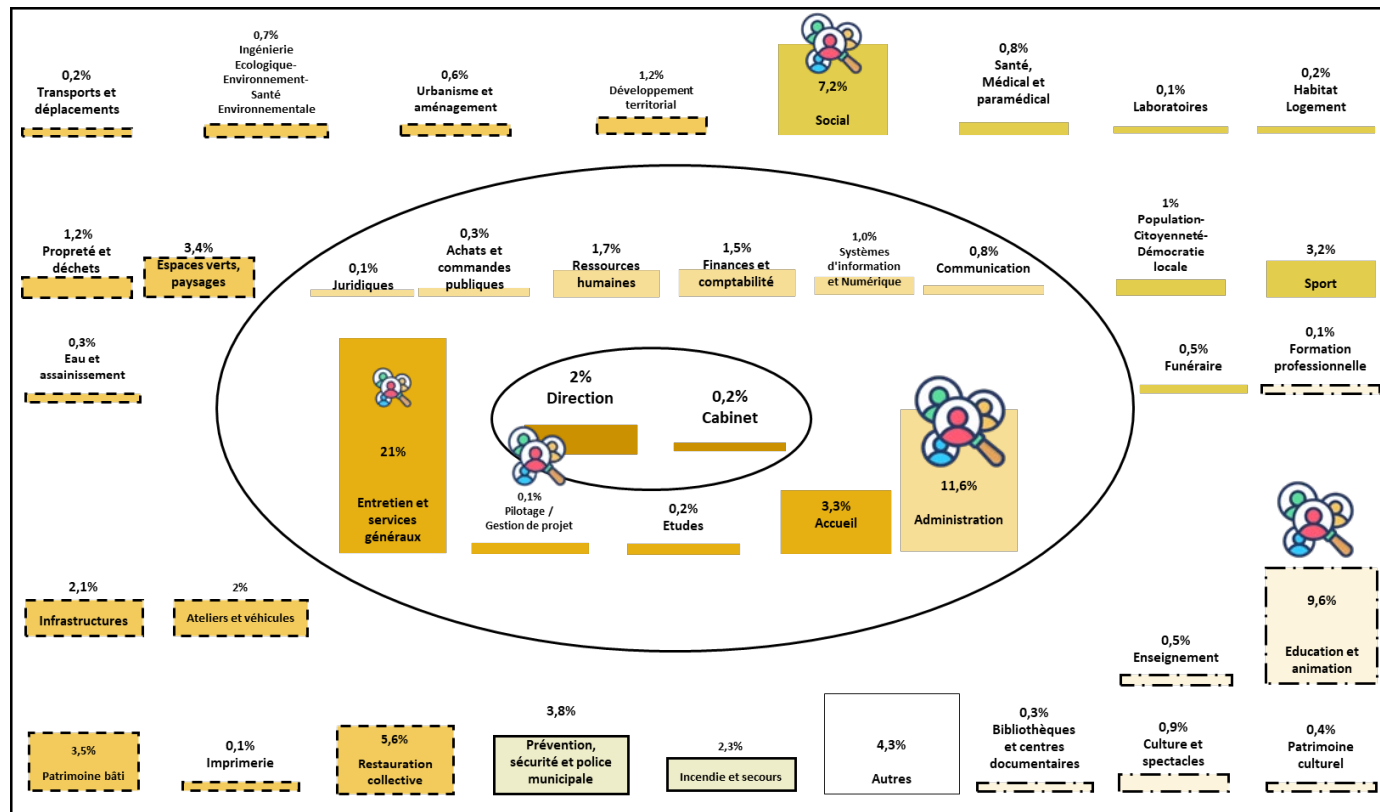 0,2%
Transports et
déplacements
0,7%
Ingénierie
Ecologique-
Environnement-
Santé
Environnementale
0,6%
Urbanisme et
aménagement
1,2%
Développement
territorial
7,2%
Social
0,8%
Santé,
Médical et
paramédical
0,1%
Laboratoires
0,2%
Habitat
Logement
1,2%
Propreté et
déchets
3,4%
Espaces verts,
paysages
0,1%
Juridiques
0,3%
Achats et
commandes
publiques
1,7%
Ressources
humaines
1,5%
Finances et
comptabilité
1,0%
Systèmes
d'information
et Numérique
0,8%
Communication
1%
Population-
Citoyenneté-
Démocratie
locale
3,2%
Sport
0,3%
Eau et
assainissement
21%
Entretien et
services
généraux
2%
Direction
0,2%
Cabinet
0,1%
Pilotage /
Gestion de projet
0,2%
Etudes
3,3%
Accueil
11,6%
Administration
0,5%
Funéraire
0,1%
Formation
professionnelle
2,1%
Infrastructures
2%
Ateliers et véhicules
0,5%
Enseignement
9,6%
Education et
animation
3,5%
Patrimoine bâti
0,1%
Imprimerie
5,6%
Restauration
collective
3,8%
Prévention,
sécurité et police
municipale
2,3%
Incendie et secours
4,3%
Autres
0,3%
Bibliothèques
et centres
documentaires
0,9%
Culture et
spectacles
0,4%
Patrimoine
culturel